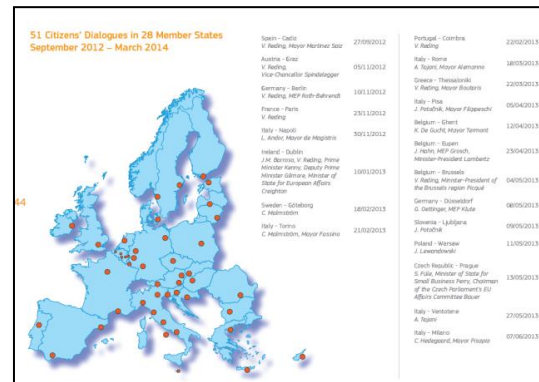 51 Citizens' Dialogues in 28 Member States
September 2012 – March 2014
44
Spain - Cadiz
V. Reding, Mayor Martínez Saiz
27/09/2012
Austria - Graz
V. Reding,
Vice-Chancellor Spindelegger
05/11/2012
Germany - Berlin
V. Reding, MEP Roth-Behrendt
10/11/2012
France - Paris
V. Reding
23/11/2012
Italy - Napoli
L. Andor, Mayor de Magistris
30/11/2012
Ireland - Dublin
J.M. Barroso, V. Reding, Prime
Minister Kenny, Deputy Prime
Minister Gilmore, Minister of
State for European Affairs
Creighton
10/01/2013
Sweden - Göteborg
C. Malmström
18/02/2013
Italy - Torino
C. Malmström, Mayor Fassino
21/02/2013
Portugal - Coimbra
V. Reding
22/02/2013
Italy - Rome
A. Tajani, Mayor Alemanno
18/03/2013
Greece - Thessaloniki
V. Reding, Mayor Boutaris
22/03/2013
Italy - Pisa
J. Potočnik, Mayor Filippeschi
05/04/2013
Belgium - Ghent
K. De Gucht, Mayor Termont
12/04/2013
Belgium - Eupen
J. Hahn, MEP Grosch,
Minister-President Lambertz
25/04/2013
Belgium - Brussels
V. Reding, Minister-President of
the Brussels region Picqué
04/05/2013
Germany - Düsseldorf
G. Oettinger, MEP Klute
08/05/2013
Slovenia - Ljubljana
J. Potočnik
09/05/2013
Poland - Warsaw
J. Lewandowski
11/05/2013
Czech Republic - Prague
S. Füle, Minister of State for
Small Business Perry, Chairman
of the Czech Parliament's EU
Affairs Committee Bauer
13/05/2013
Italy - Ventotene
A. Tajani
27/05/2013
Italy - Milano
C. Hedegaard, Mayor Pisapia
07/06/2013